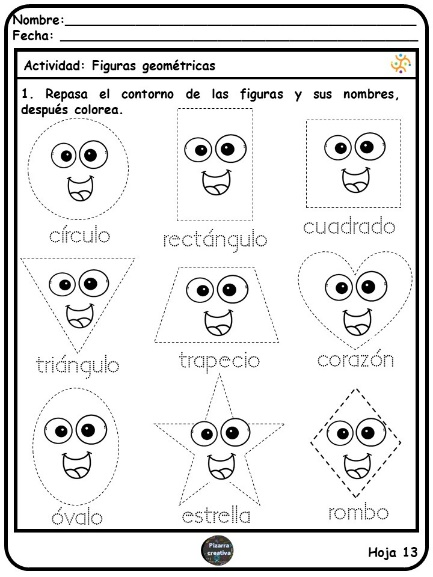 Nombre:
Fecha:
Actividad: Figuras geométricas
1. Repasa el contorno de las figuras y sus nombres,
después colorea.
círculo
rectángulo
cuadrado
triángulo
trapecio
corazón
óvalo
estrella
rombo
Pizarra
creativa
Hoja 13